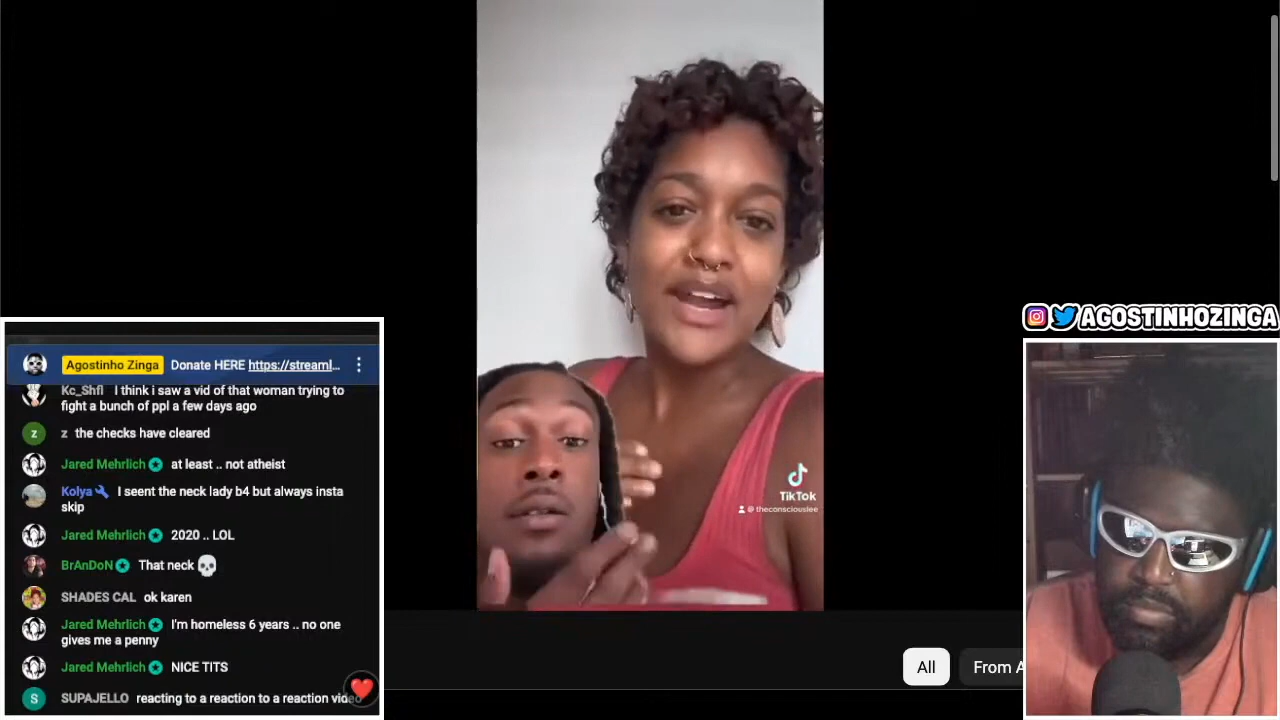 TikTok
@ theconsciouslee
AGOSTINHOZINGA
Agostinho Zinga Donate HERE https://streaml...
Kc_Shfl I think i saw a vid of that woman trying to
fight a bunch of ppl a few days ago
z z the checks have cleared
Jared Mehrlich at least .. not atheist
Kolya I seent the neck lady b4 but always insta
skip
Jared Mehrlich 2020 .. LOL
BrAnDoN That neck
SHADES CAL ok karen
Jared Mehrlich I'm homeless 6 years .. no one
gives me a penny
Jared Mehrlich NICE TITS
S SUPAJELLO reacting to a reaction to a reaction video
All From A